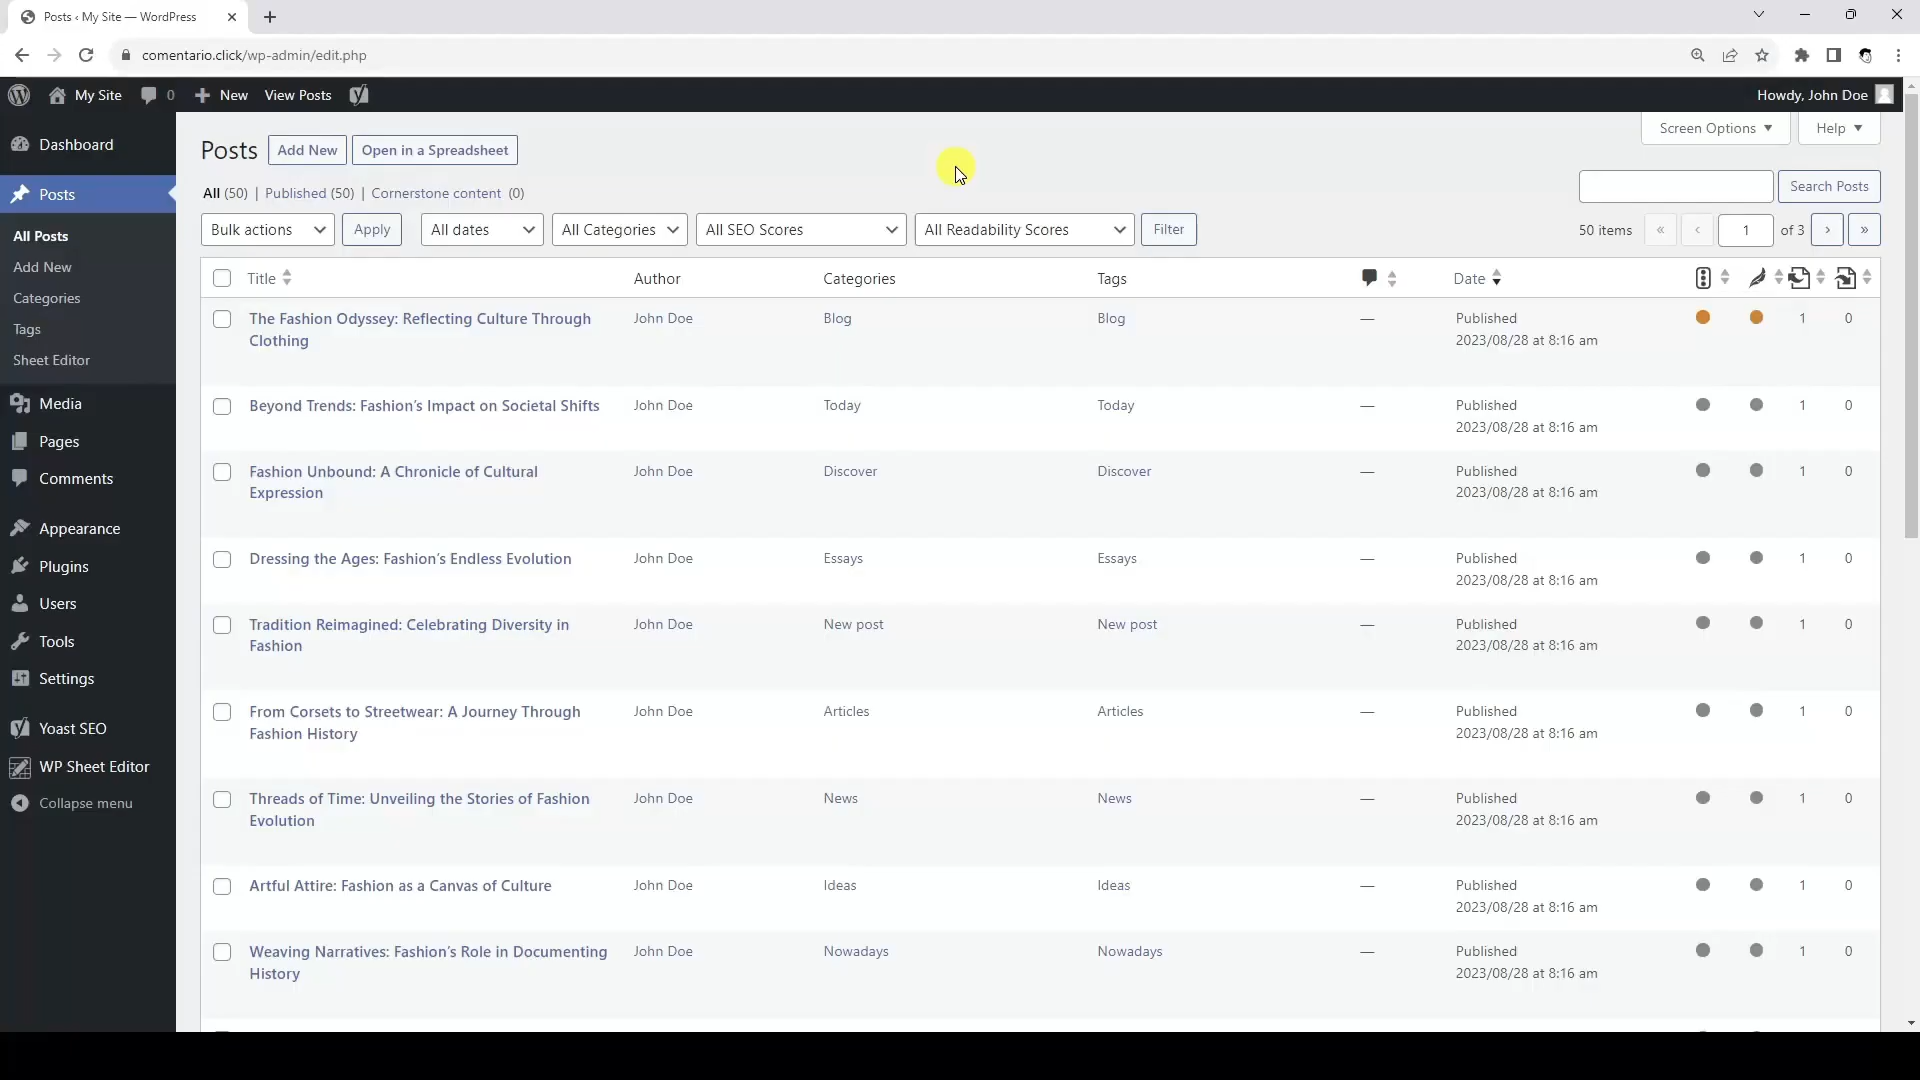 Posts ‹ My Site — WordPress
comentario.click/wp-admin/edit.php
My Site 0 New View Posts Howdy, John Doe
Dashboard
Posts
All Posts
Add New
Categories
Tags
Sheet Editor
Media
Pages
Comments
Appearance
Plugins
Users
Tools
Settings
Yoast SEO
WP Sheet Editor
Collapse menu
Screen Options Help
Posts Add New Open in a Spreadsheet
All (50) | Published (50) | Cornerstone content (0)
Search Posts
Bulk actions Apply All dates All Categories All SEO Scores All Readability Scores Filter 50 items « ‹ 1 of 3 › »
Title Author Categories Tags Date
The Fashion Odyssey: Reflecting Culture Through John Doe Blog Blog — Published 1 0
Clothing 2023/08/28 at 8:16 am
Beyond Trends: Fashion’s Impact on Societal Shifts John Doe Today Today — Published 1 0
2023/08/28 at 8:16 am
Fashion Unbound: A Chronicle of Cultural John Doe Discover Discover — Published 1 0
Expression 2023/08/28 at 8:16 am
Dressing the Ages: Fashion’s Endless Evolution John Doe Essays Essays — Published 1 0
2023/08/28 at 8:16 am
Tradition Reimagined: Celebrating Diversity in John Doe New post New post — Published 1 0
Fashion 2023/08/28 at 8:16 am
From Corsets to Streetwear: A Journey Through John Doe Articles Articles — Published 1 0
Fashion History 2023/08/28 at 8:16 am
Threads of Time: Unveiling the Stories of Fashion John Doe News News — Published 1 0
Evolution 2023/08/28 at 8:16 am
Artful Attire: Fashion as a Canvas of Culture John Doe Ideas Ideas — Published 1 0
2023/08/28 at 8:16 am
Weaving Narratives: Fashion’s Role in Documenting John Doe Nowadays Nowadays — Published 1 0
History 2023/08/28 at 8:16 am